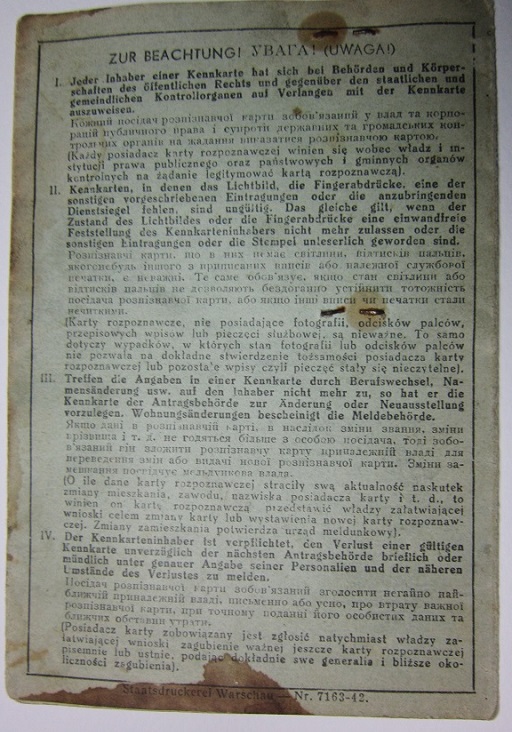 ZUR BEACHTUNG! УВАГА! (UWAGA!)
I. Jeder Inhaber einer Kennkarte hat sich bei Behörden und Körper-
schaften des öffentlichen Rechts und gegenüber den staatlichen und
gemeindlichen Kontrollorganen auf Verlangen mit der Kennkarte
auszuweisen.
Кожний посідач розпізнавчої карти зобов'язаний у влад та корпо-
рацій публичного права і супроти державних та громадських кон-
трольних органів на жадання виказатися розпізнавчою картою.
(Każdy posiadacz karty rozpoznawczej winien się wobec władz i in-
stytucji prawa publicznego oraz państwowych i gminnych organów
kontrolnych na żądanie legitymować kartą rozpoznawczą).
II. Kennkarten, in denen das Lichtbild, die Fingerabdrücke, eine der
sonstigen vorgeschriebenen Eintragungen oder die anzubringenden
Dienstsiegel fehlen, sind ungültig. Das gleiche gilt, wenn der
Zustand des Lichtbildes oder die Fingerabdrücke eine einwandfreie
Feststellung des Kennkarteninhabers nicht mehr zulassen oder die
sonstigen Eintragungen oder die Stempel unleserlich geworden sind.
Розпізнавчі карти, що в них немає світлини, відтисків пальців,
якогонебудь іншого з приписаних вписів або належної службової
печатки, є неважні. Те саме обов'язує, якщо стан світлини або
відтисків пальців не дозволяють бездоганно устійнити тотожність
посідача розпізнавчої карти, або якщо інші вписи чи печатки стали
нечиткими.
(Karty rozpoznawcze, nie posiadające fotografii, odcisków palców,
przepisowych wpisów lub pieczęci służbowej, są nieważne. To samo
dotyczy wypadków, w których stan fotografii lub odcisków palców
nie pozwala na dokładne stwierdzenie tożsamości posiadacza karty
rozpoznawczej lub pozostałe wpisy czyli pieczęć stały się nieczytelne).
III. Treffen die Angaben in einer Kennkarte durch Berufswechsel, Na-
mensänderung usw. auf den Inhaber nicht mehr zu, so hat er die
Kennkarte der Antragsbehörde zur Änderung oder Neuausstellung
vorzulegen. Wohnungsänderungen bescheinigt die Meldebehörde.
Якщо дані в розпізнавчій карті, в наслідок зміни звання, зміни
прізвища і т. д. не годяться більше з особою посідача, тоді зобо-
в'язаний він вложити розпізнавчу карту приналежній владі для
переведення змін або видачі нової розпізнавчої карти. Зміни за-
мешкання посвідчує мельдункова влада.
(O ile dane karty rozpoznawczej straciły swą aktualność naskutek
zmiany mieszkania, zawodu, nazwiska posiadacza karty i t. d., to
winien on kartę rozpoznawczą przedstawić władzy załatwiającej
wnioski celem zmiany karty lub wystawienia nowej karty rozpoznaw-
czej. Zmiany zamieszkania potwierdza urząd meldunkowy).
IV. Der Kennkarteninhaber ist verpflichtet, den Verlust einer gültigen
Kennkarte unverzüglich der nächsten Antragsbehörde brieflich oder
mündlich unter genauer Angabe seiner Personalien und der näheren
Umstände des Verlustes zu melden.
Посідач розпізнавчої карти зобов'язаний зголосити негайно най-
ближчій приналежній владі, письменно або усно, про втрату важної
розпізнавчої карти, при точному поданні його особистих даних та
ближчих обставин утрати.
(Posiadacz karty zobowiązany jest zgłosić natychmiast władzy za-
łatwiającej wnioski zagubienie ważnej jeszcze karty rozpoznawczej
pisemnie lub ustnie, podając dokładnie swe generalia i bliższe oko-
liczności zagubienia).
Staatsdruckerei Warschau — Nr. 7163-42.